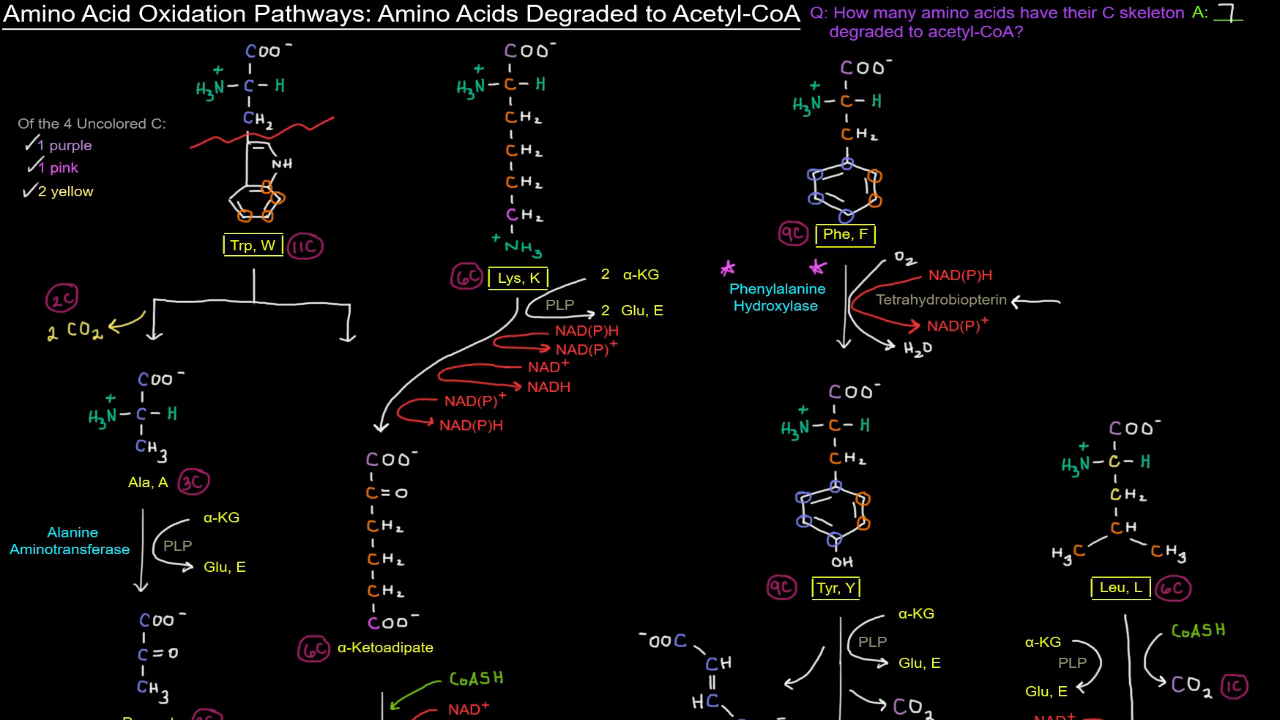 Amino Acid Oxidation Pathways: Amino Acids Degraded to Acetyl-CoA
Q: How many amino acids have their C skeleton
degraded to acetyl-CoA?
A: 7
Of the 4 Uncolored C:
✓1 purple
✓1 pink
✓2 yellow
COO⁻
+
H₃N-C-H
CH₂
NH
Trp, W
11C
2C
2 CO₂
COO⁻
+
H₃N-C-H
CH₃
Ala, A
3C
Alanine
Aminotransferase
α-KG
PLP
Glu, E
COO⁻
C=O
CH₃
COO⁻
+
H₃N-C-H
CH₂
CH₂
CH₂
CH₂
+
NH₃
6C
Lys, K
2 α-KG
PLP
2 Glu, E
NAD(P)H
NAD(P)⁺
NAD⁺
NADH
NAD(P)⁺
NAD(P)H
COO⁻
C=O
CH₂
CH₂
CH₂
COO⁻
6C
α-Ketoadipate
CoASH
NAD⁺
COO⁻
+
H₃N-C-H
CH₂
9C
Phe, F
* *
Phenylalanine
Hydroxylase
O₂
NAD(P)H
Tetrahydrobiopterin
NAD(P)⁺
H₂O
COO⁻
+
H₃N-C-H
CH₂
OH
9C
Tyr, Y
α-KG
PLP
Glu, E
CO₂
⁻OOC
CH
HC
COO⁻
+
H₃N-C-H
CH₂
CH
H₃C CH₃
Leu, L
6C
α-KG
PLP
Glu, E
CoASH
CO₂
1C